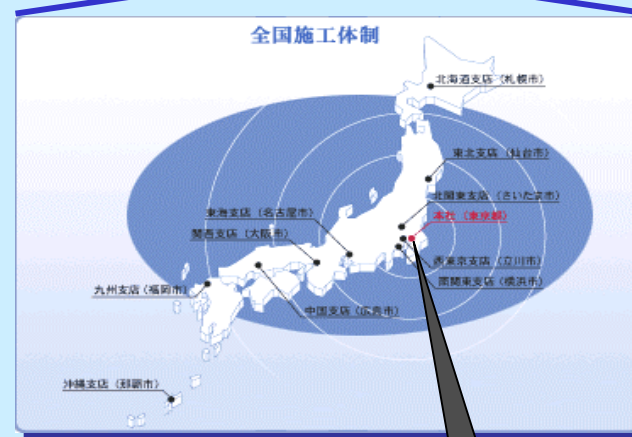 全国施工体制
北海道支店（札幌市）
東北支店（仙台市）
北関東支店（さいたま市）
本社（東京都）
東海支店（名古屋市）
関西支店（大阪市）
西東京支店（立川市）
南関東支店（横浜市）
九州支店（福岡市）
中国支店（広島市）
沖縄支店（那覇市）